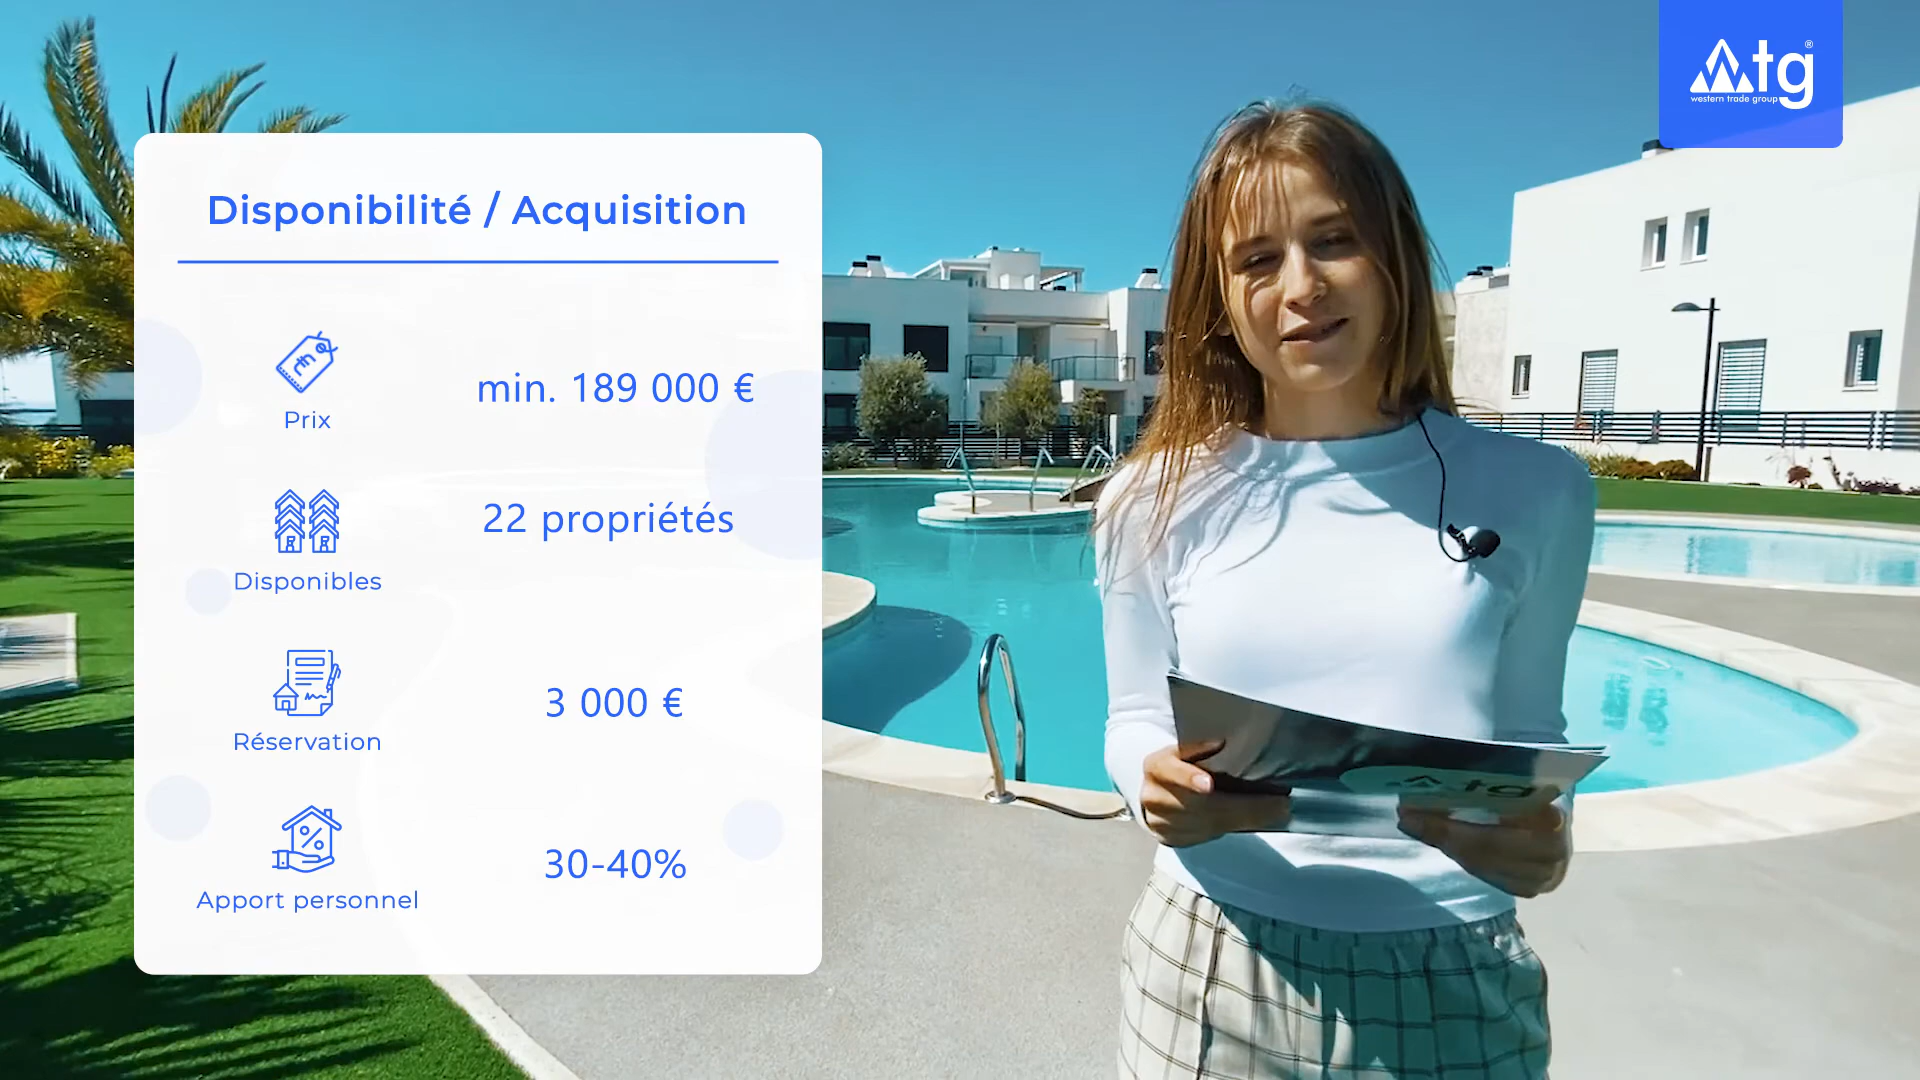 Disponibilité / Acquisition
Prix
min. 189 000 €
Disponibles
22 propriétés
Réservation
3 000 €
Apport personnel
30-40%
tg®
western trade group
tg